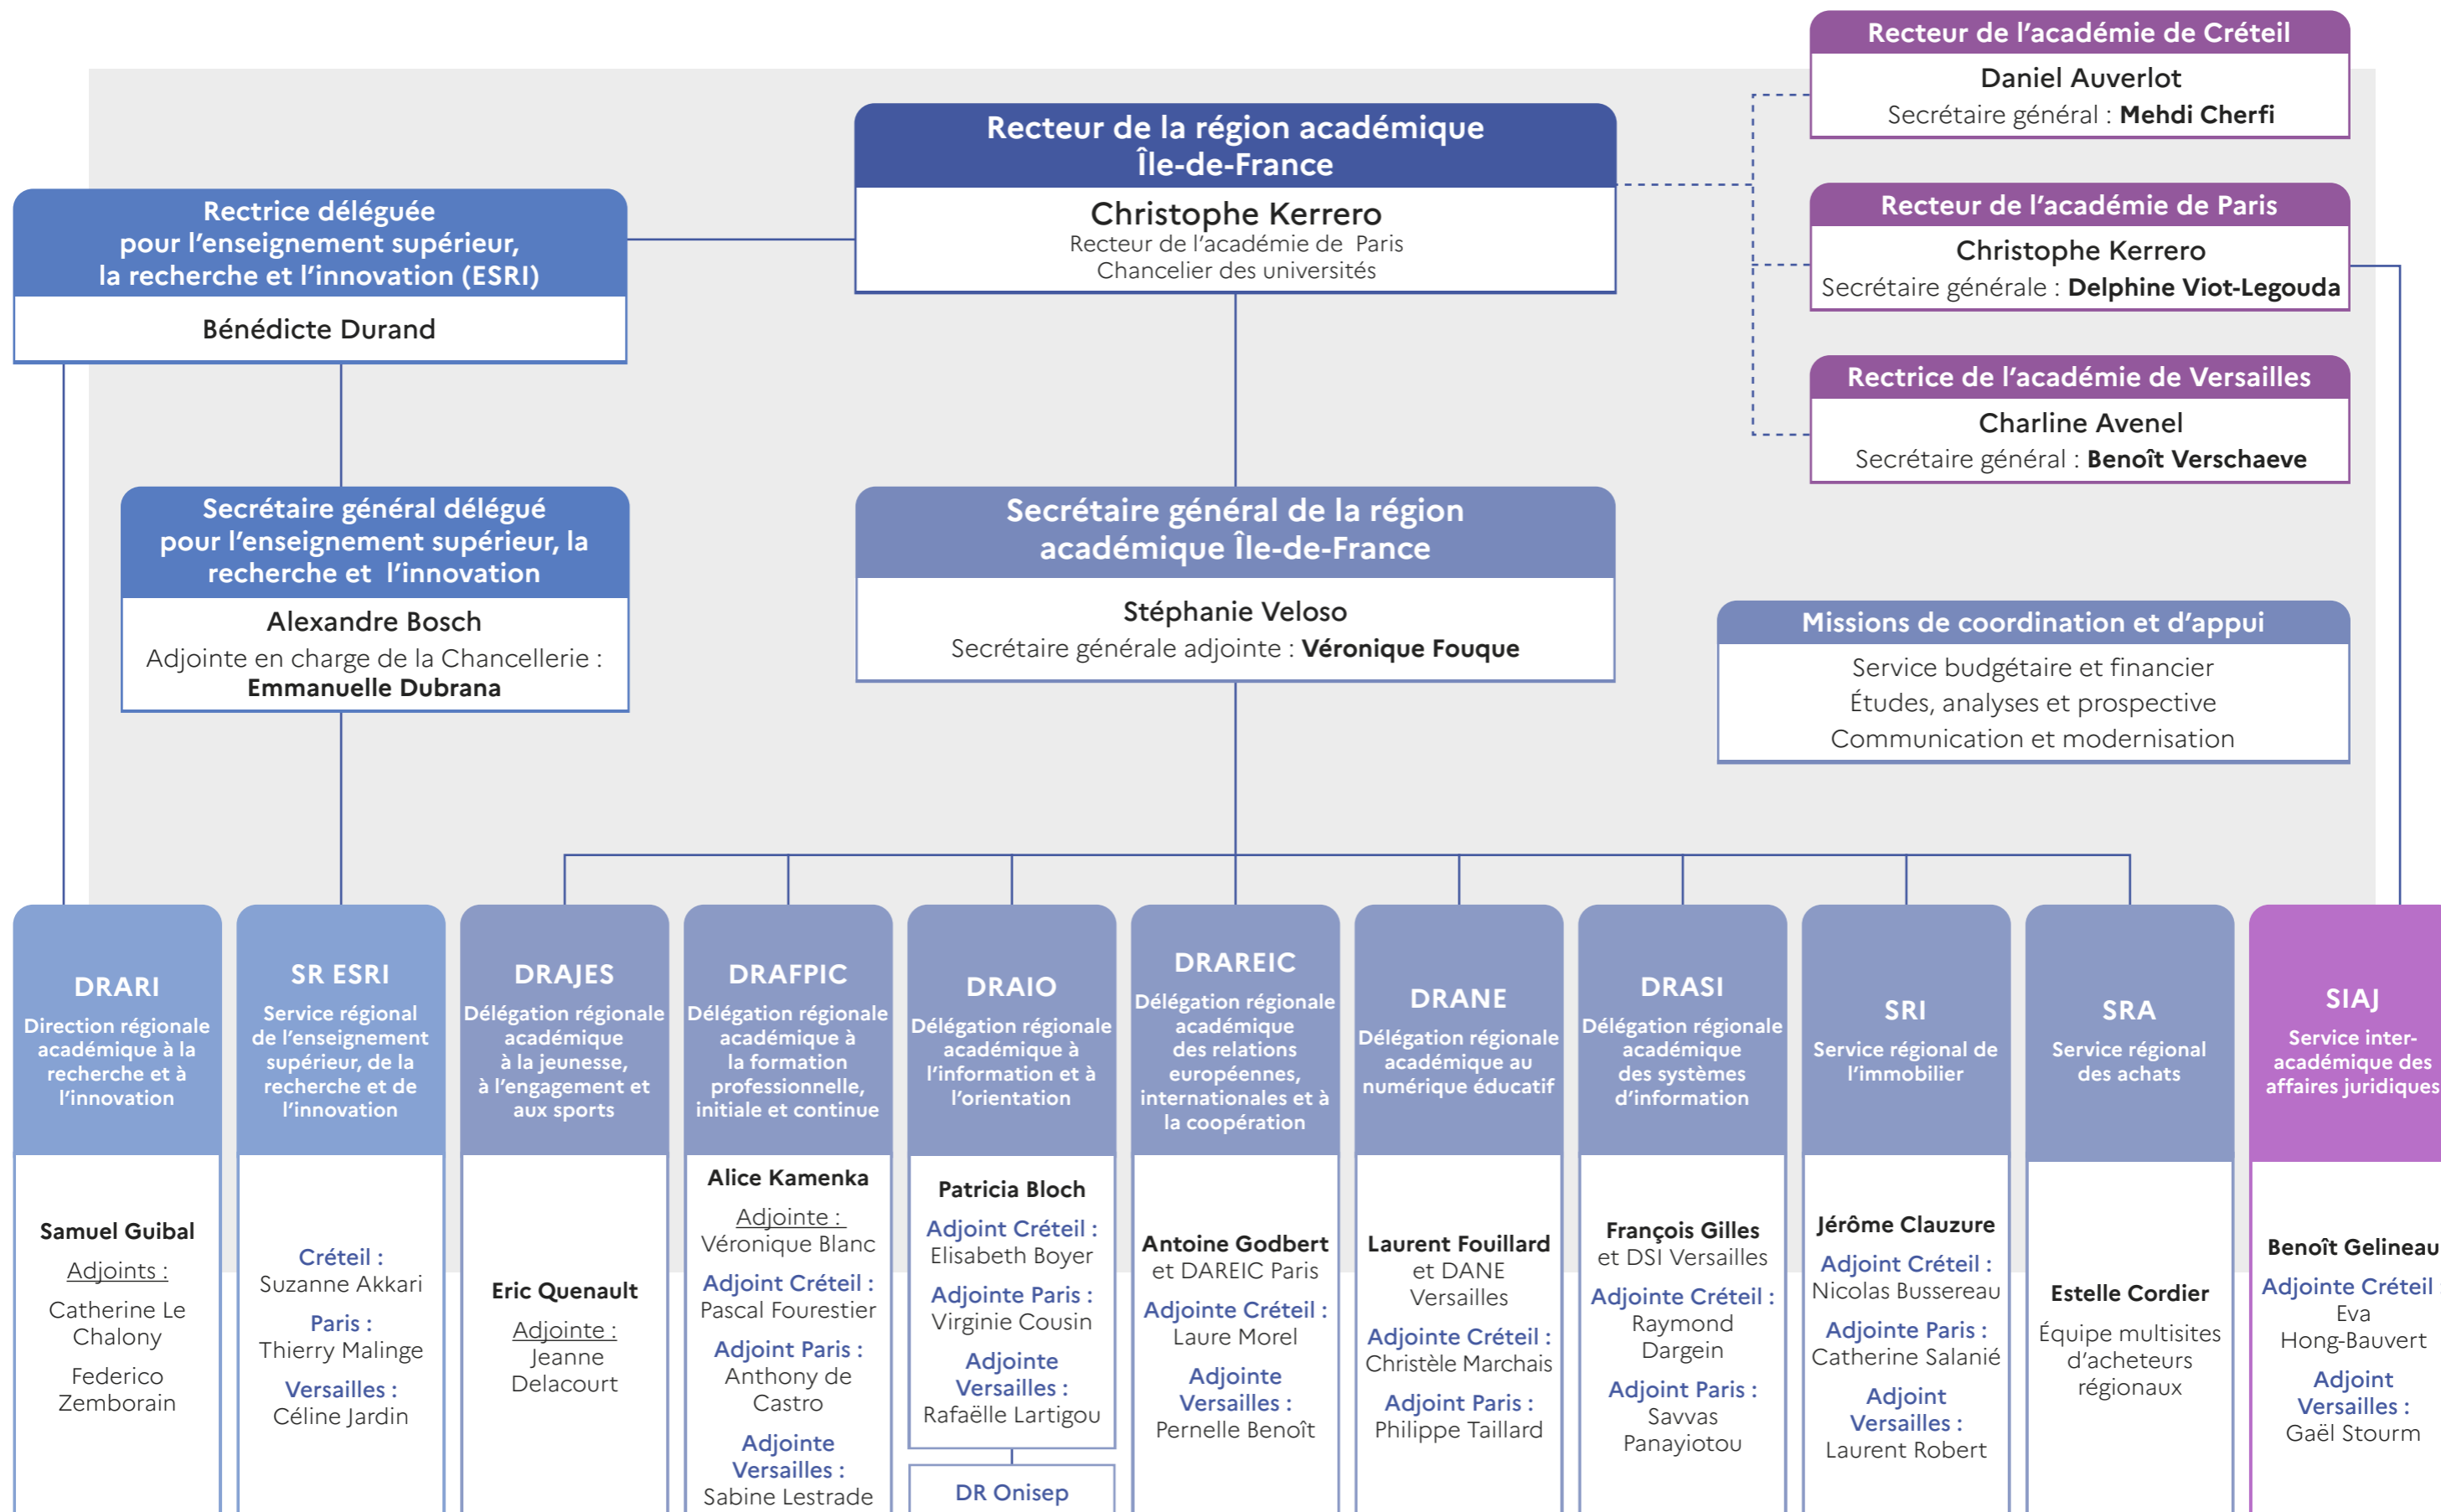 Recteur de l'académie de Créteil
Daniel Auverlot
Secrétaire général : Mehdi Cherfi
Recteur de la région académique
Île-de-France
Christophe Kerrero
Recteur de l'académie de Paris
Chancelier des universités
Recteur de l'académie de Paris
Christophe Kerrero
Secrétaire générale : Delphine Viot-Legouda
Rectrice déléguée
pour l'enseignement supérieur,
la recherche et l'innovation (ESRI)
Bénédicte Durand
Rectrice de l'académie de Versailles
Charline Avenel
Secrétaire général : Benoît Verschaeve
Secrétaire général délégué
pour l'enseignement supérieur, la
recherche et l'innovation
Alexandre Bosch
Adjointe en charge de la Chancellerie :
Emmanuelle Dubrana
Secrétaire général de la région
académique Île-de-France
Stéphanie Veloso
Secrétaire générale adjointe : Véronique Fouque
Missions de coordination et d'appui
Service budgétaire et financier
Études, analyses et prospective
Communication et modernisation
DRARI
Direction régionale
académique à la
recherche et à
l'innovation
Samuel Guibal
Adjoints :
Catherine Le
Chalony
Federico
Zemborain
SR ESRI
Service régional
de l'enseignement
supérieur, de la
recherche et de
l'innovation
Créteil :
Suzanne Akkari
Paris :
Thierry Malinge
Versailles :
Céline Jardin
DRAJES
Délégation régionale
académique
à la jeunesse,
à l'engagement et
aux sports
Eric Quenault
Adjointe :
Jeanne
Delacourt
DRAFPIC
Délégation régionale
académique à
la formation
professionnelle,
initiale et continue
Alice Kamenka
Adjointe :
Véronique Blanc
Adjoint Créteil :
Pascal Fourestier
Adjoint Paris :
Anthony de
Castro
Adjointe
Versailles :
Sabine Lestrade
DRAIO
Délégation régionale
académique à
l'information et à
l'orientation
Patricia Bloch
Adjoint Créteil :
Elisabeth Boyer
Adjointe Paris :
Virginie Cousin
Adjointe
Versailles :
Rafaëlle Lartigou
DR Onisep
DRAREIC
Délégation régionale
académique
des relations
européennes,
internationales et à
la coopération
Antoine Godbert
et DAREIC Paris
Adjointe Créteil :
Laure Morel
Adjointe
Versailles :
Pernelle Benoît
DRANE
Délégation régionale
académique au
numérique éducatif
Laurent Fouillard
et DANE
Versailles
Adjointe Créteil :
Christèle Marchais
Adjoint Paris :
Philippe Taillard
DRASI
Délégation régionale
académique
des systèmes
d'information
François Gilles
et DSI Versailles
Adjointe Créteil :
Raymond
Dargein
Adjoint Paris :
Savvas
Panayiotou
SRI
Service régional de
l'immobilier
Jérôme Clauzure
Adjoint Créteil :
Nicolas Bussereau
Adjointe Paris :
Catherine Salanié
Adjoint
Versailles :
Laurent Robert
SRA
Service régional
des achats
Estelle Cordier
Équipe multisites
d'acheteurs
régionaux
SIAJ
Service inter-
académique des
affaires juridiques
Benoît Gelineau
Adjointe Créteil :
Eva
Hong-Bauvert
Adjoint
Versailles :
Gaël Stourm